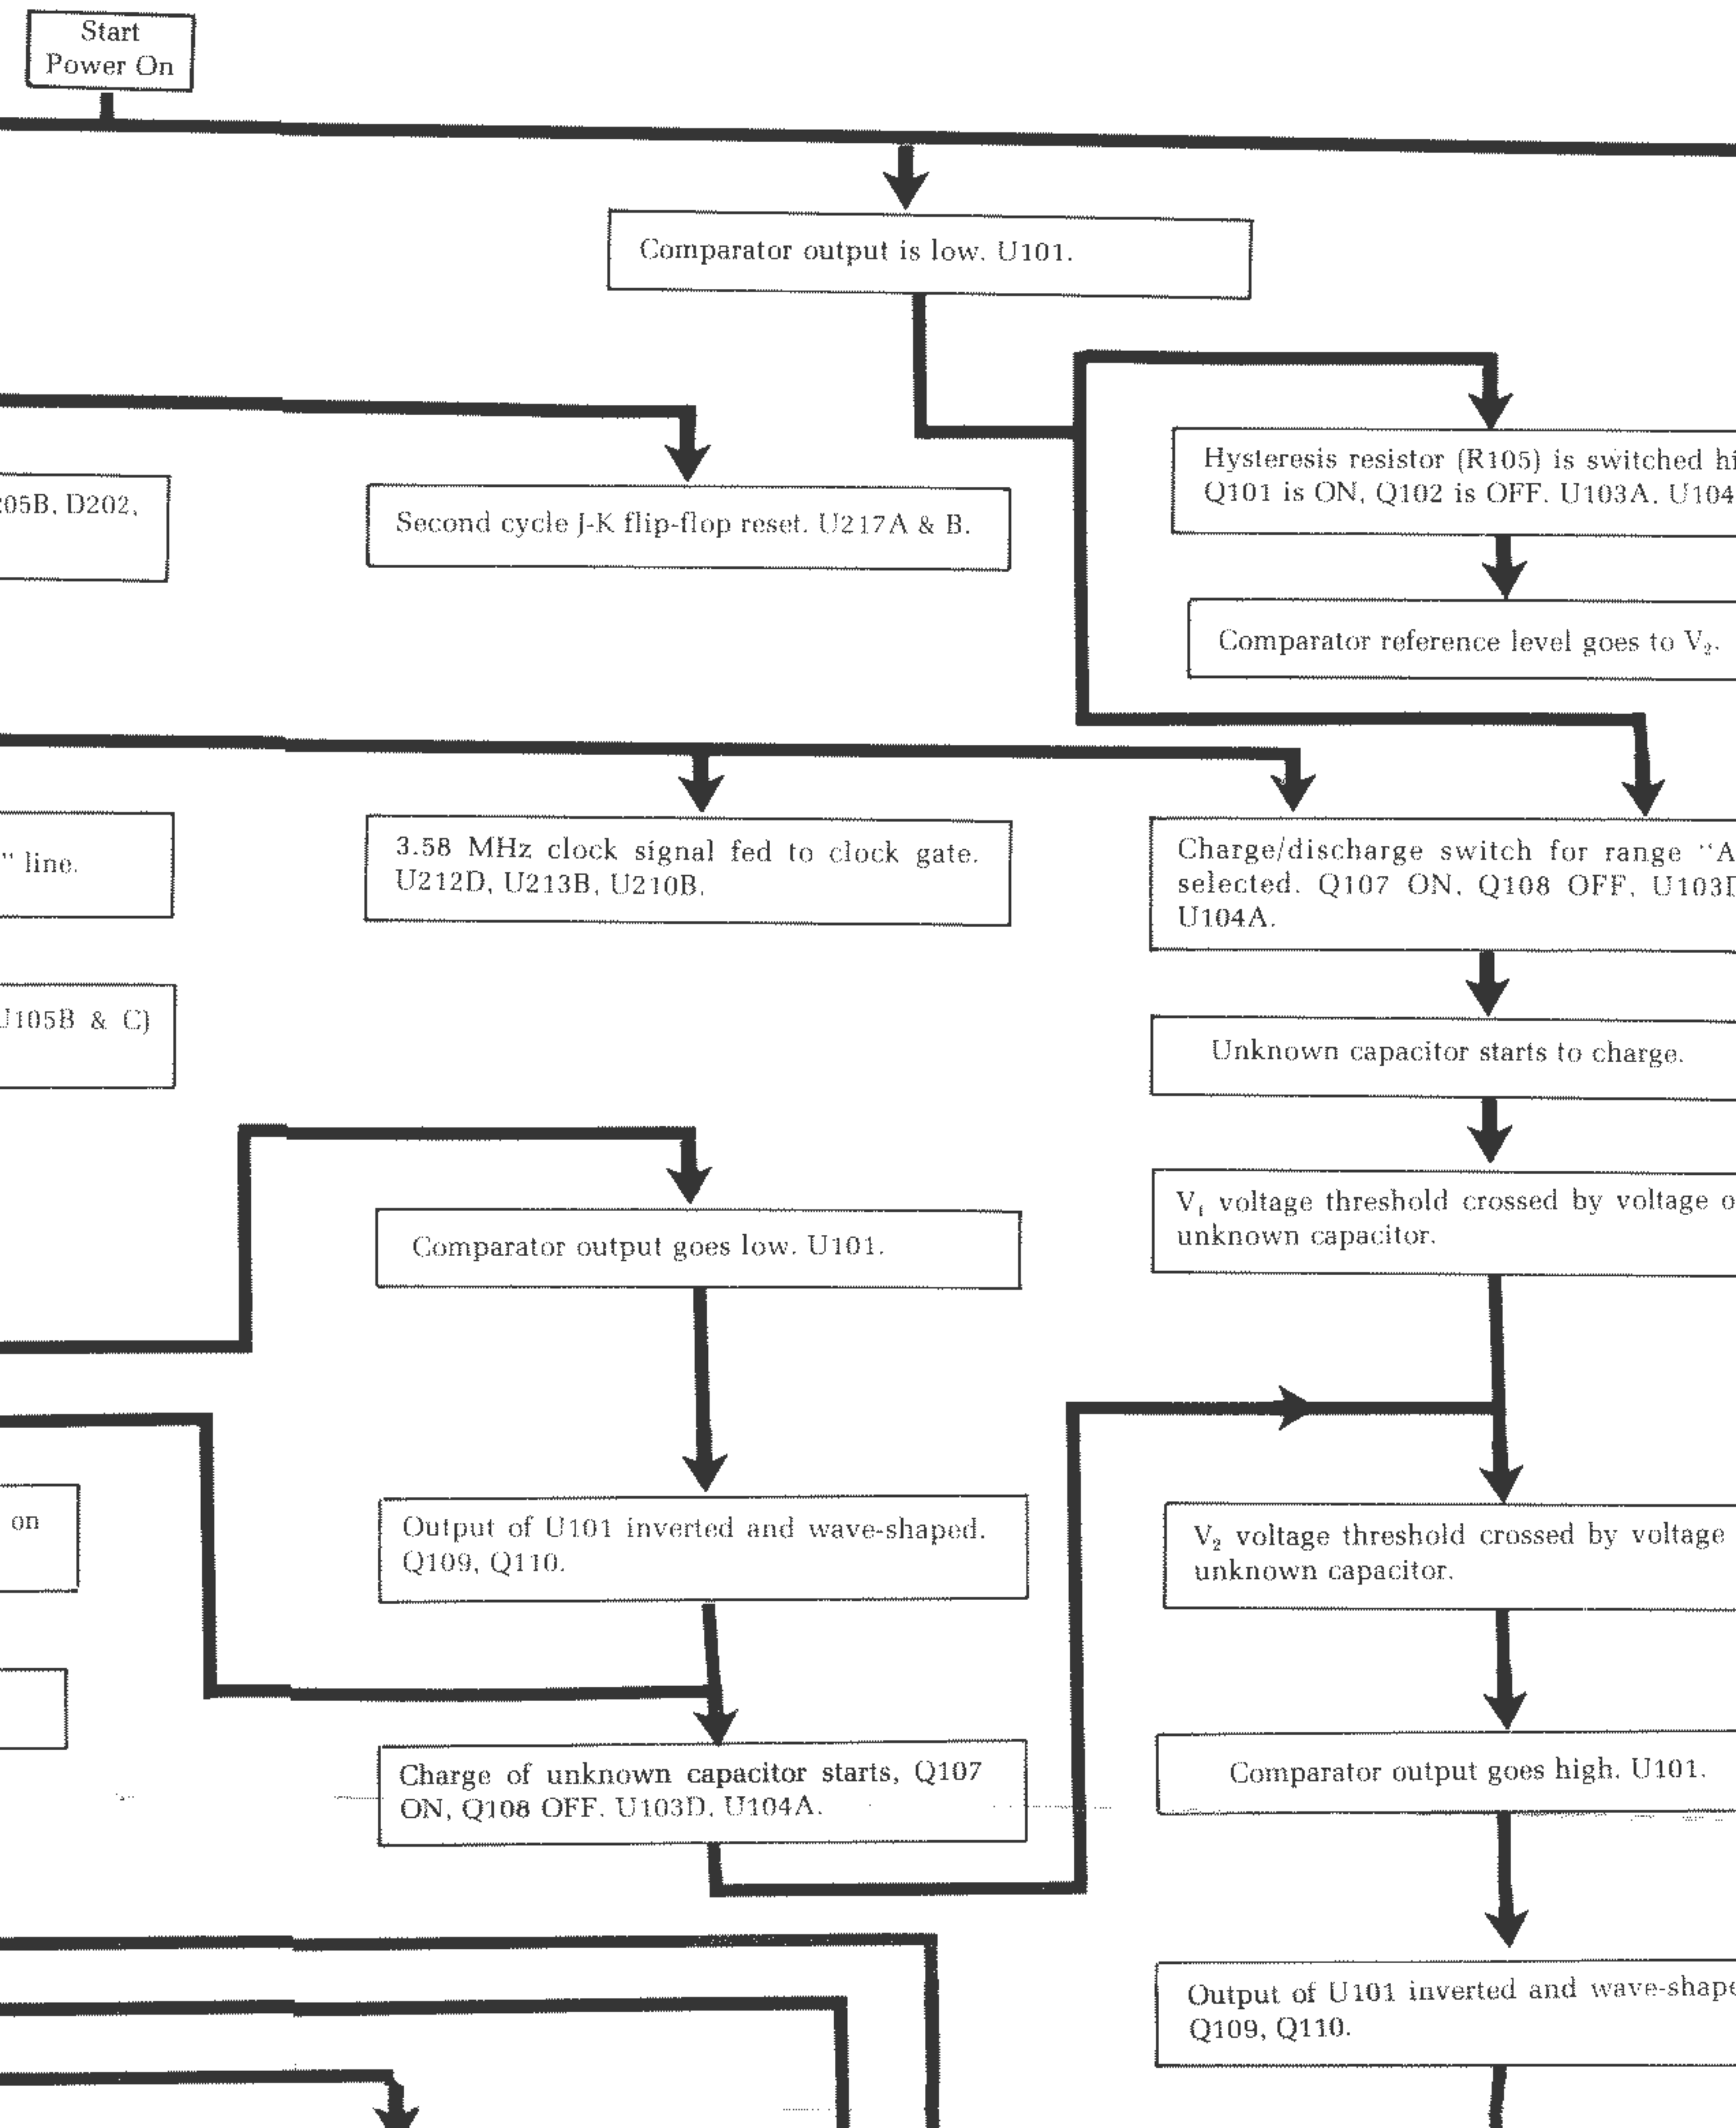 Start
Power On
Comparator output is low. U101.
Hysteresis resistor (R105) is switched
Q101 is ON, Q102 is OFF. U103A. U104
05B, D202,
Second cycle J-K flip-flop reset. U217A & B.
Comparator reference level goes to V₂.
" line.
3.58 MHz clock signal fed to clock gate.
U212D, U213B, U210B.
Charge/discharge switch for range "A
selected. Q107 ON, Q108 OFF, U103D
U104A.
U105B & C)
Unknown capacitor starts to charge.
V₁ voltage threshold crossed by voltage
unknown capacitor.
Comparator output goes low. U101.
on
Output of U101 inverted and wave-shaped.
Q109, Q110.
V₂ voltage threshold crossed by voltage
unknown capacitor.
Charge of unknown capacitor starts, Q107
ON, Q108 OFF. U103D, U104A.
Comparator output goes high. U101.
Output of U101 inverted and wave-shape
Q109, Q110.